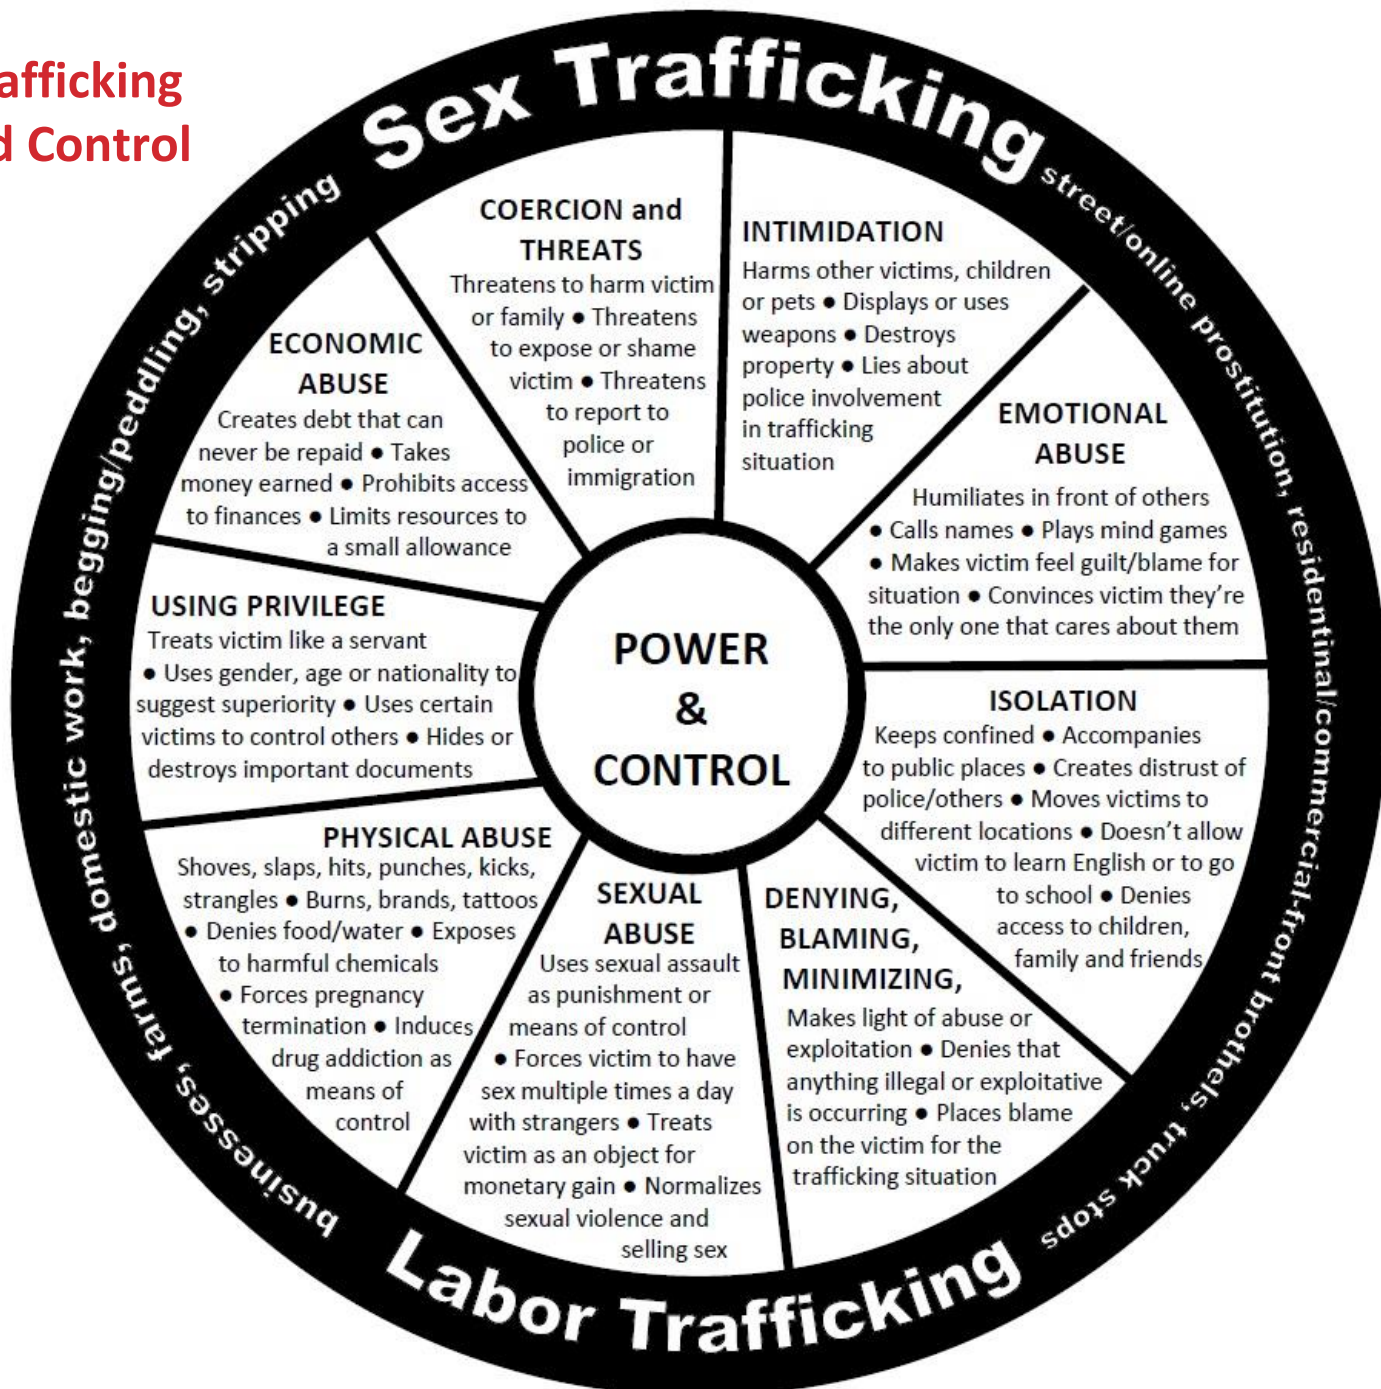 afficking
d Control
Sex Trafficking
street/online prostitution, residentinal/commercial-front brothels, truck stops
Labor Trafficking
businesses, farms, domestic work, begging/peddling, stripping
COERCION and
THREATS
Threatens to harm victim
or family ● Threatens
to expose or shame
victim ● Threatens
to report to
police or
immigration
INTIMIDATION
Harms other victims, children
or pets ● Displays or uses
weapons ● Destroys
property ● Lies about
police involvement
in trafficking
situation
EMOTIONAL
ABUSE
Humiliates in front of others
● Calls names ● Plays mind games
● Makes victim feel guilt/blame for
situation ● Convinces victim they're
the only one that cares about them
ISOLATION
Keeps confined ● Accompanies
to public places ● Creates distrust of
police/others ● Moves victims to
different locations ● Doesn't allow
victim to learn English or to go
to school ● Denies
access to children,
family and friends
DENYING,
BLAMING,
MINIMIZING,
Makes light of abuse or
exploitation ● Denies that
anything illegal or exploitative
is occurring ● Places blame
on the victim for the
trafficking situation
SEXUAL
ABUSE
Uses sexual assault
as punishment or
means of control
● Forces victim to have
sex multiple times a day
with strangers ● Treats
victim as an object for
monetary gain ● Normalizes
sexual violence and
selling sex
PHYSICAL ABUSE
Shoves, slaps, hits, punches, kicks,
strangles ● Burns, brands, tattoos
● Denies food/water ● Exposes
to harmful chemicals
● Forces pregnancy
termination ● Induces
drug addiction as
means of
control
USING PRIVILEGE
Treats victim like a servant
● Uses gender, age or nationality to
suggest superiority ● Uses certain
victims to control others ● Hides or
destroys important documents
ECONOMIC
ABUSE
Creates debt that can
never be repaid ● Takes
money earned ● Prohibits access
to finances ● Limits resources to
a small allowance
POWER
&
CONTROL